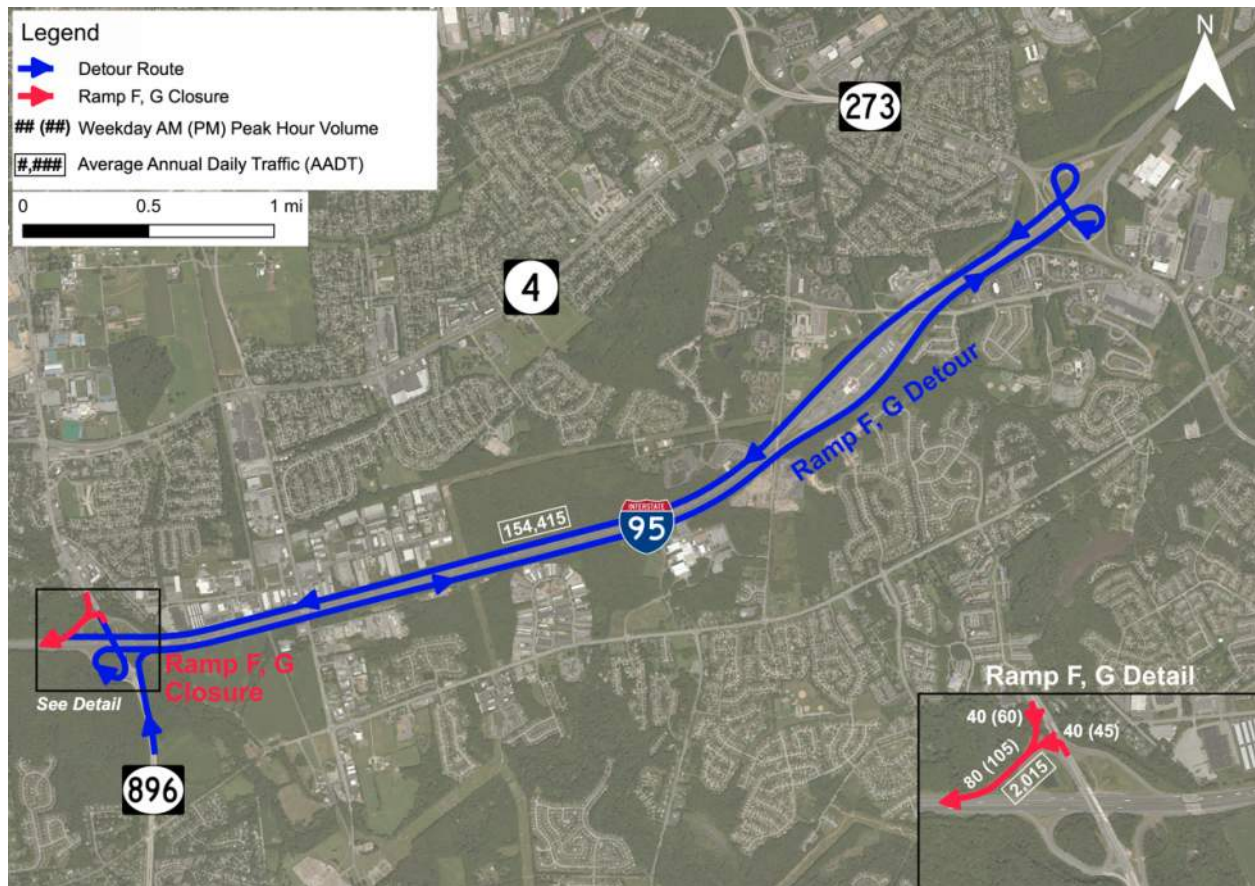 Legend
Detour Route
Ramp F, G Closure
## (##) Weekday AM (PM) Peak Hour Volume
#,### Average Annual Daily Traffic (AADT)
0 0.5 1 mi
N
273
4
Ramp F, G Detour
154,415
INTERSTATE
95
Ramp F, G
Closure
See Detail
896
Ramp F, G Detail
40 (60)
40 (45)
80 (105)
2,015